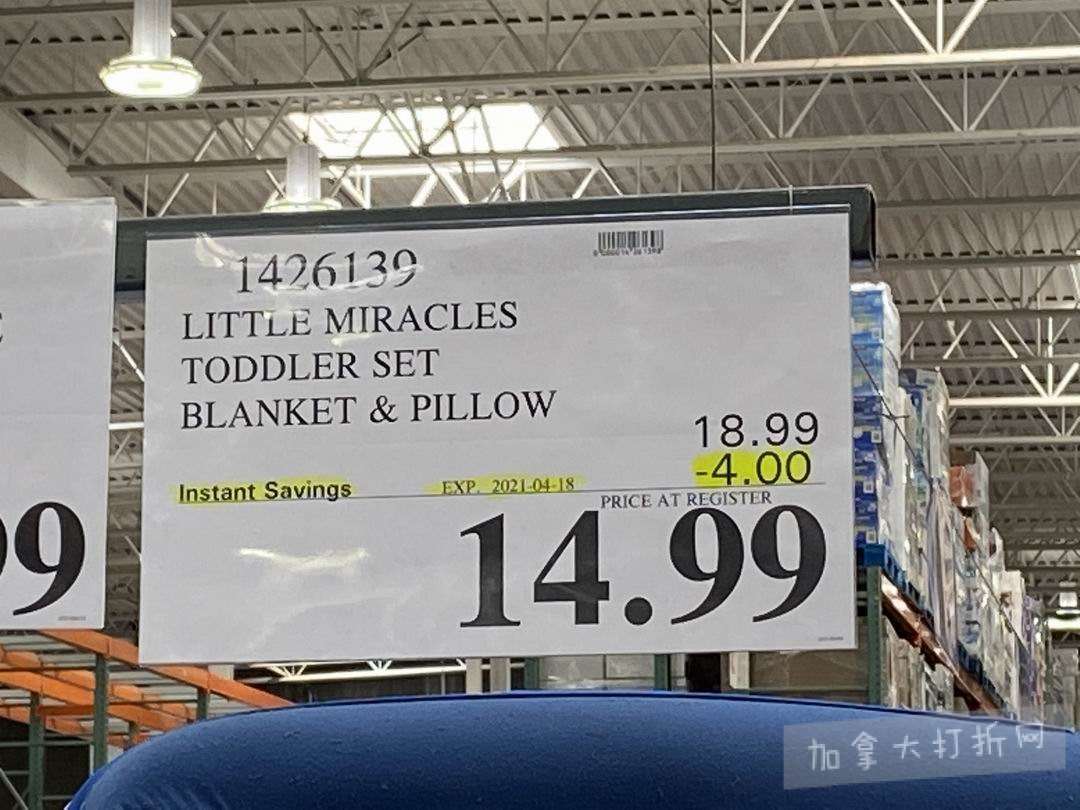 1426139
LITTLE MIRACLES
TODDLER SET
BLANKET & PILLOW
18.99
-4.00
Instant Savings EXP. 2021-04-18
PRICE AT REGISTER
14.99
99
加拿大打折网